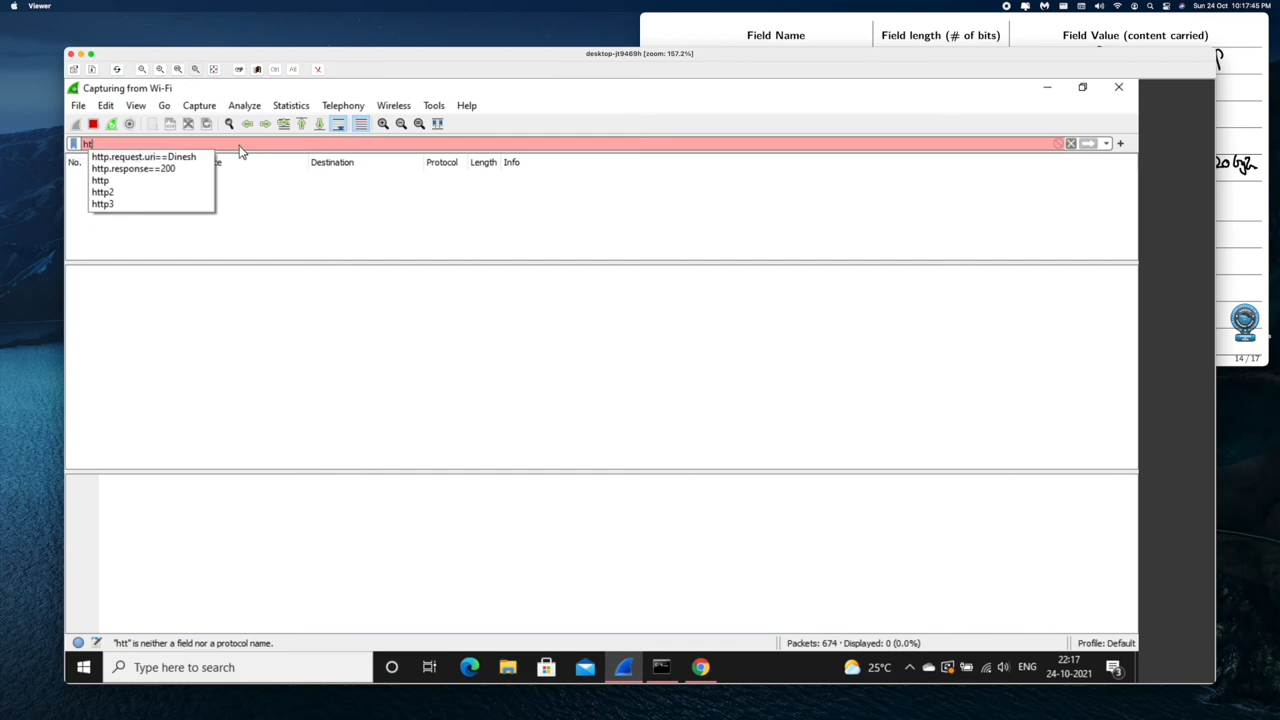 Viewer
Sun 24 Oct 10:17:45 PM
Field Name
Field length (# of bits)
Field Value (content carried)
desktop-jt9469h [zoom: 157.2%]
Capturing from Wi-Fi
File Edit View Go Capture Analyze Statistics Telephony Wireless Tools Help
htt
No. Destination Protocol Length Info
http.request.uri==Dinesh
http.response==200
http
http2
http3
14 / 17
"htt" is neither a field nor a protocol name.
Packets: 674 · Displayed: 0 (0.0%)
Profile: Default
Type here to search
25°C
ENG
22:17
24-10-2021
3